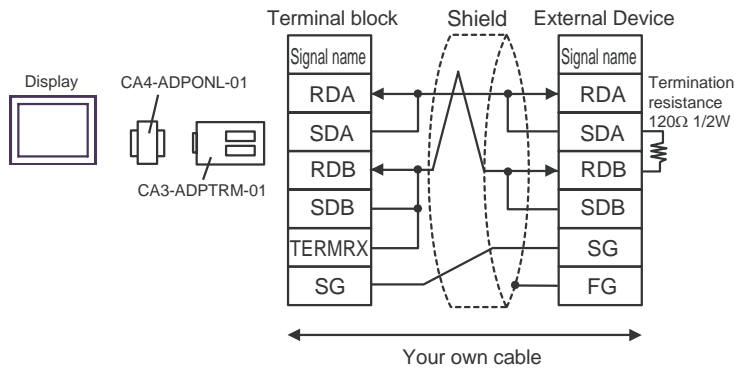 Terminal block
Shield
External Device
Signal name
Signal name
Display
CA4-ADPONL-01
CA3-ADPTRM-01
RDA
SDA
RDB
SDB
TERMRX
SG
RDA
SDA
RDB
SDB
SG
FG
Termination
resistance
120Ω 1/2W
Your own cable